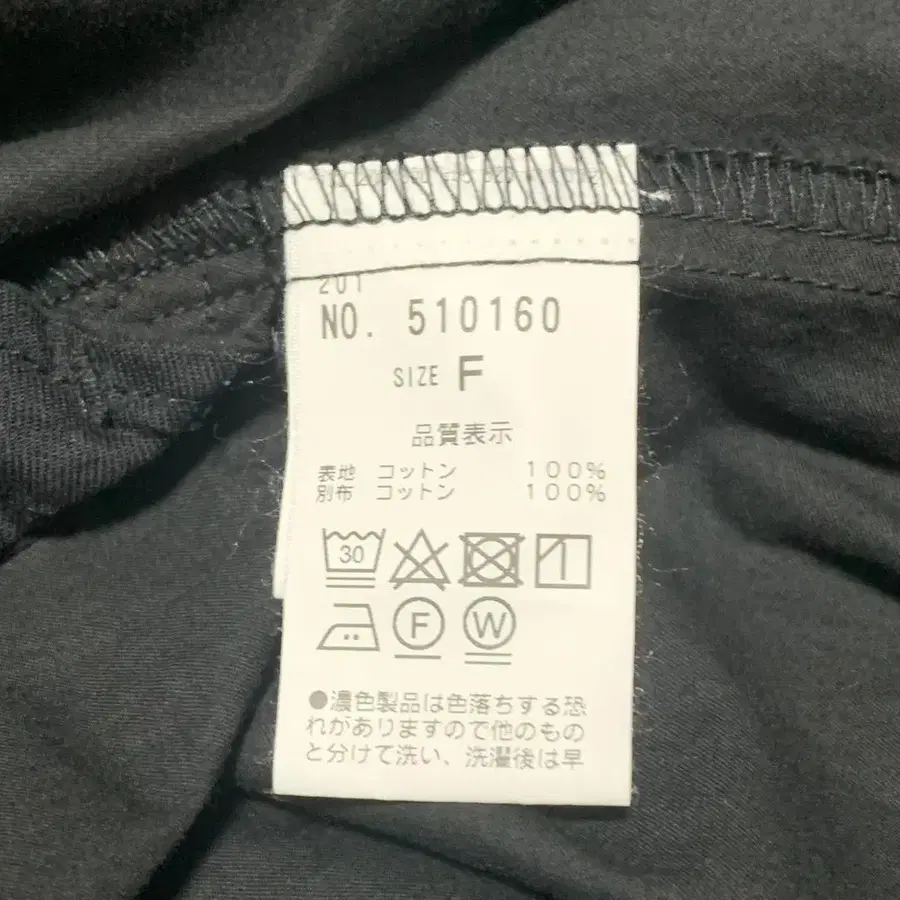 201
NO. 510160
SIZE F
品質表示
表地 コットン 100%
別布 コットン 100%
30
F W
●濃色製品は色落ちする恐
れがありますので他のもの
と分けて洗い、洗濯後は早